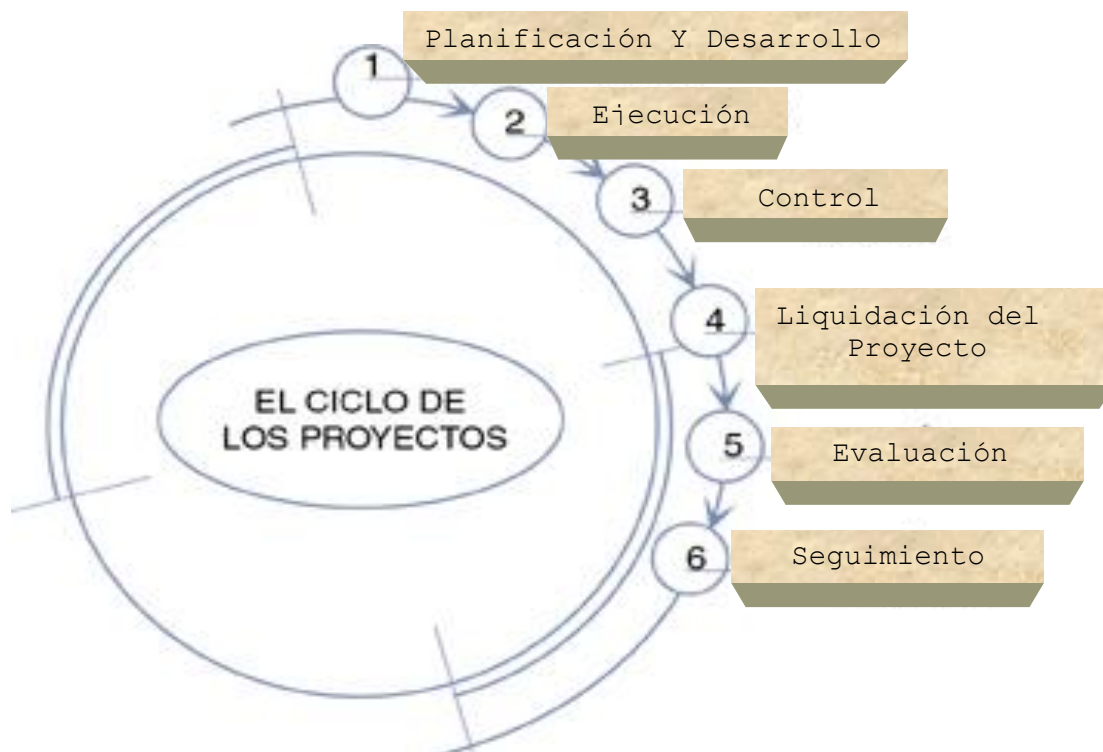 1
Planificación Y Desarrollo
2
Ejecución
3
Control
4
Liquidación del
Proyecto
EL CICLO DE
LOS PROYECTOS
5
Evaluación
6
Seguimiento